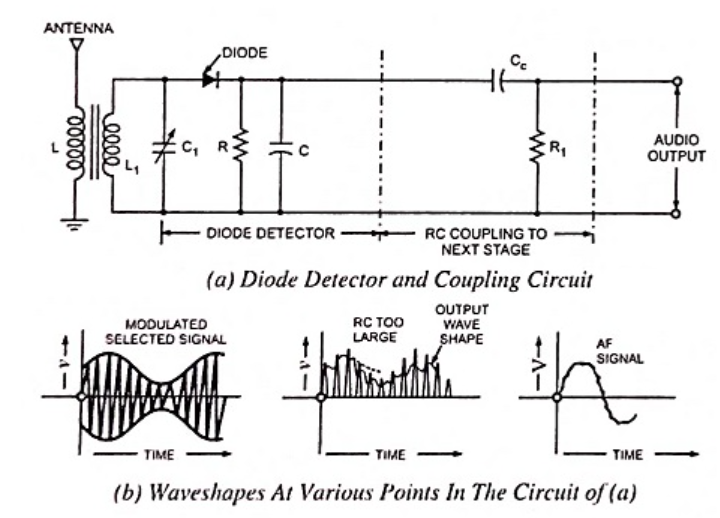 ANTENNA
DIODE
C_c
L
L₁
C₁
R
C
R₁
AUDIO
OUTPUT
DIODE DETECTOR
RC COUPLING TO
NEXT STAGE
(a) Diode Detector and Coupling Circuit
MODULATED
SELECTED SIGNAL
v
TIME
RC TOO
LARGE
OUTPUT
WAVE
SHAPE
v
TIME
AF
SIGNAL
V
TIME
(b) Waveshapes At Various Points In The Circuit of (a)